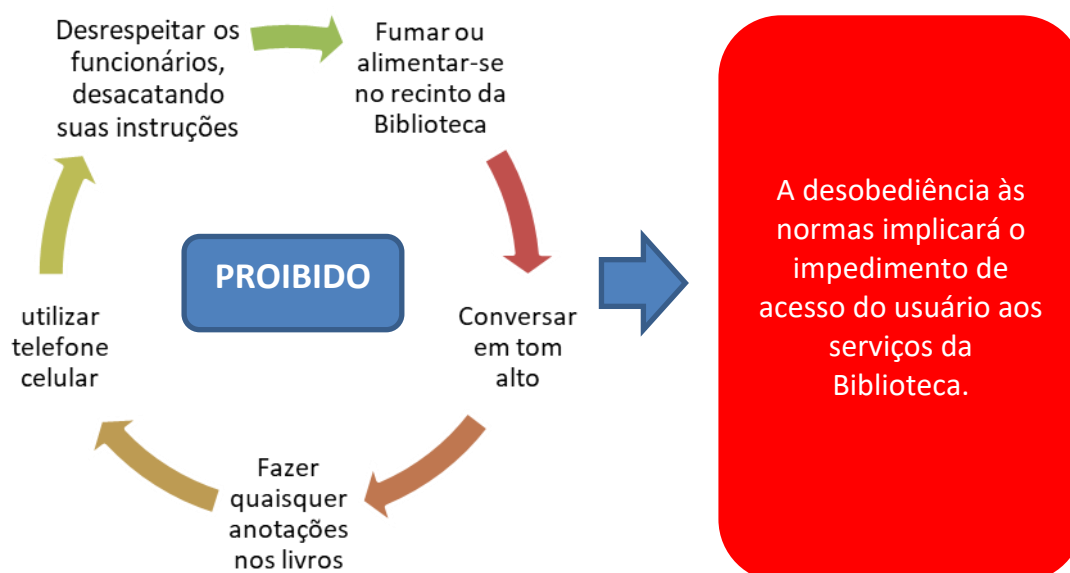 Desrespeitar os
funcionários,
desacatando
suas instruções
Fumar ou
alimentar-se
no recinto da
Biblioteca
Conversar
em tom
alto
Fazer
quaisquer
anotações
nos livros
utilizar
telefone
celular
PROIBIDO
A desobediência às
normas implicará o
impedimento de
acesso do usuário aos
serviços da
Biblioteca.